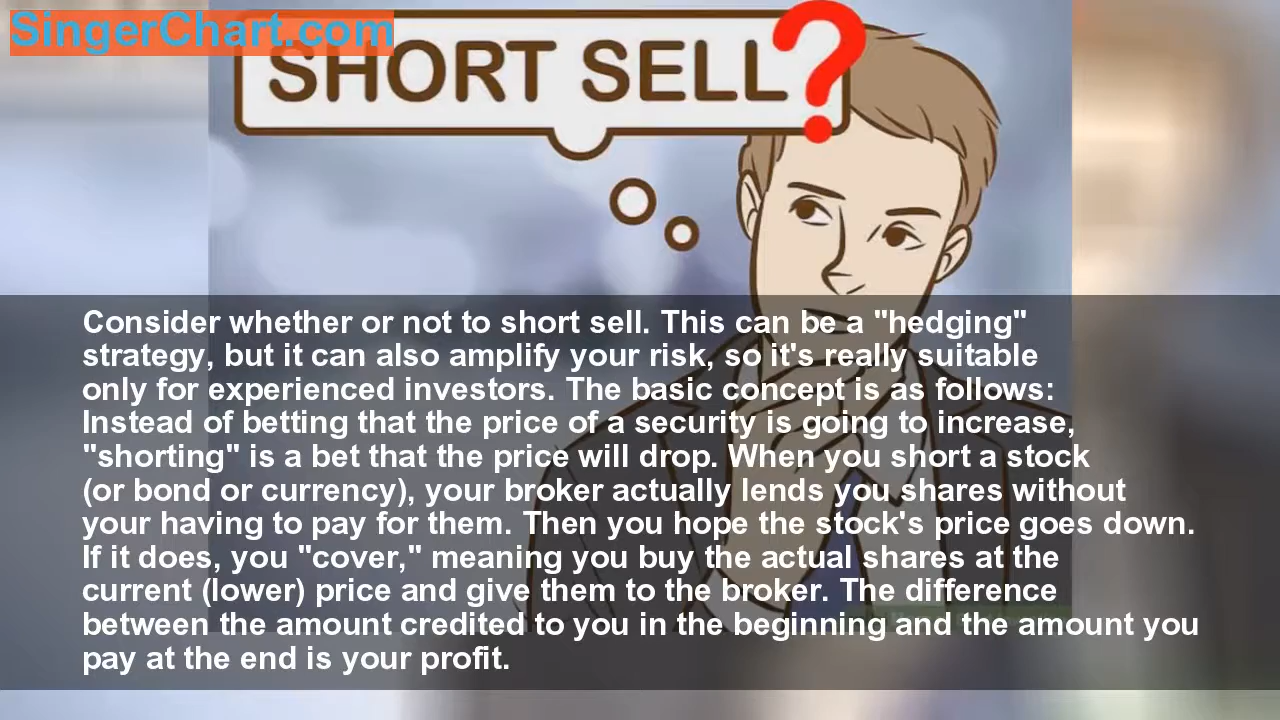 SingerChart.com
SHORT SELL?
Consider whether or not to short sell. This can be a "hedging"
strategy, but it can also amplify your risk, so it's really suitable
only for experienced investors. The basic concept is as follows:
Instead of betting that the price of a security is going to increase,
"shorting" is a bet that the price will drop. When you short a stock
(or bond or currency), your broker actually lends you shares without
your having to pay for them. Then you hope the stock's price goes down.
If it does, you "cover," meaning you buy the actual shares at the
current (lower) price and give them to the broker. The difference
between the amount credited to you in the beginning and the amount you
pay at the end is your profit.